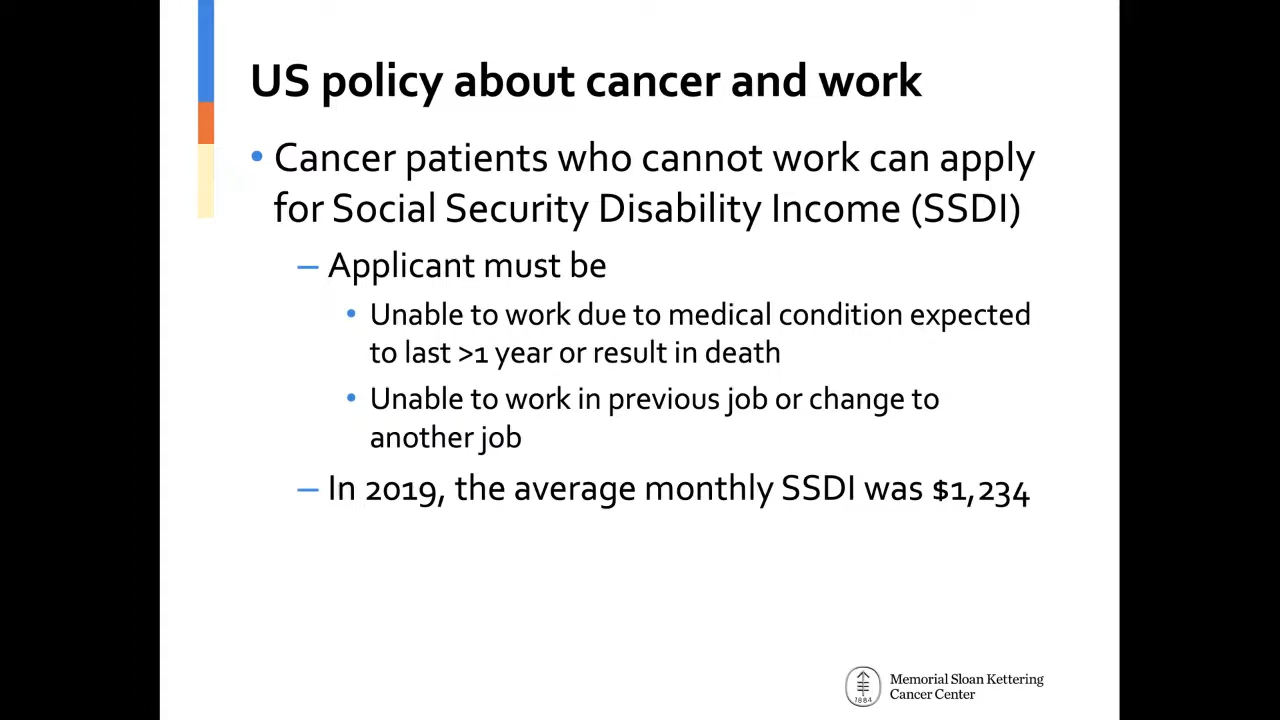 US policy about cancer and work
• Cancer patients who cannot work can apply
for Social Security Disability Income (SSDI)
– Applicant must be
• Unable to work due to medical condition expected
to last >1 year or result in death
• Unable to work in previous job or change to
another job
– In 2019, the average monthly SSDI was $1,234
Memorial Sloan Kettering
Cancer Center
1884